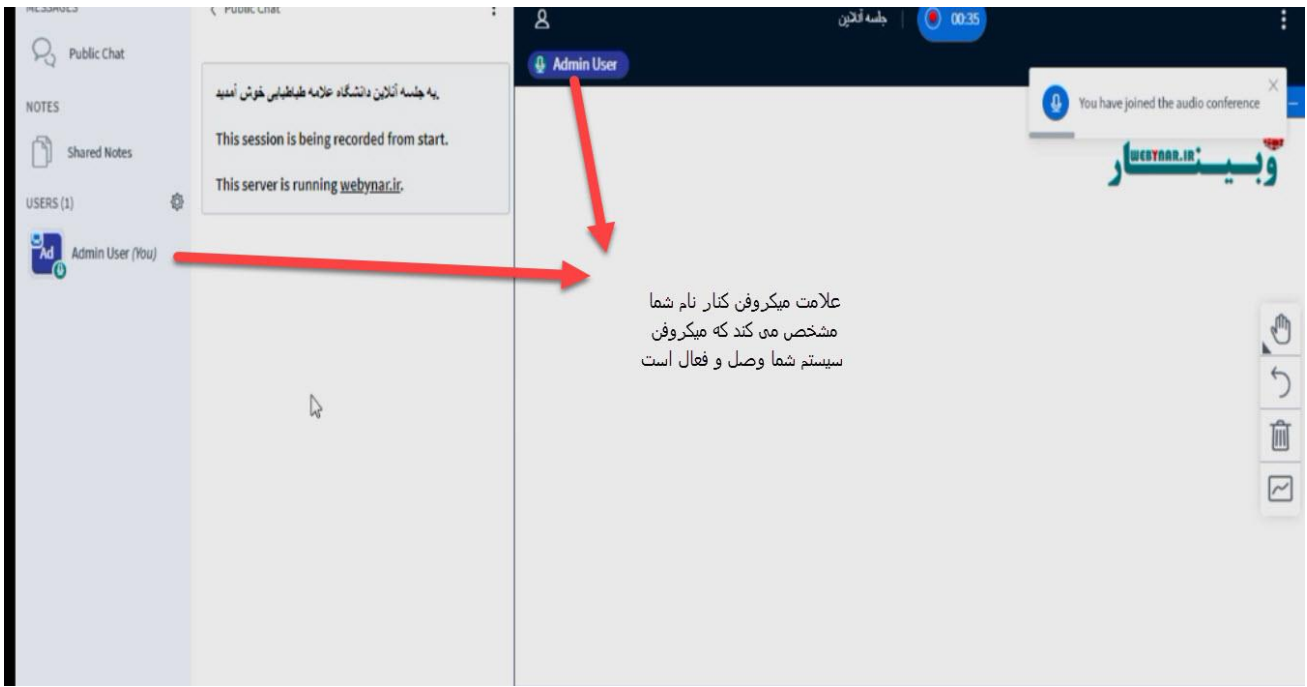 MESSAGES
Public Chat
NOTES
Shared Notes
USERS (1)
Ad
Admin User (You)
Public Chat
به جلسه آنلاین دانشگاه علامه طباطبایی خوش آمدید.
This session is being recorded from start.
This server is running webynar.ir.
جلسه آنلاین
00:35
Admin User
You have joined the audio conference
WEBYNAR.IR
وبینار
علامت میکروفن کنار نام شما
مشخص می کند که میکروفن
سیستم شما وصل و فعال است